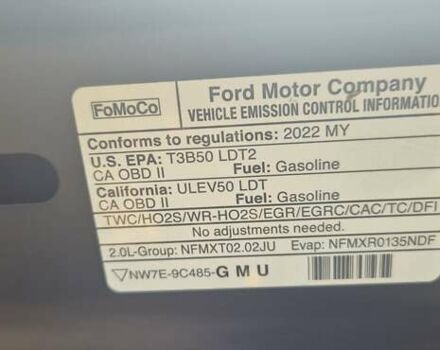 FoMoCo
Ford Motor Company
VEHICLE EMISSION CONTROL INFORMATIO
Conforms to regulations: 2022 MY
U.S. EPA: T3B50 LDT2
CA OBD II Fuel: Gasoline
California: ULEV50 LDT
CA OBD II Fuel: Gasoline
TWC/HO2S/WR-HO2S/EGR/EGRC/CAC/TC/DFI
No adjustments needed.
2.0L-Group: NFMXT02.02JU Evap: NFMXR0135NDF
NW7E-9C485-GMU